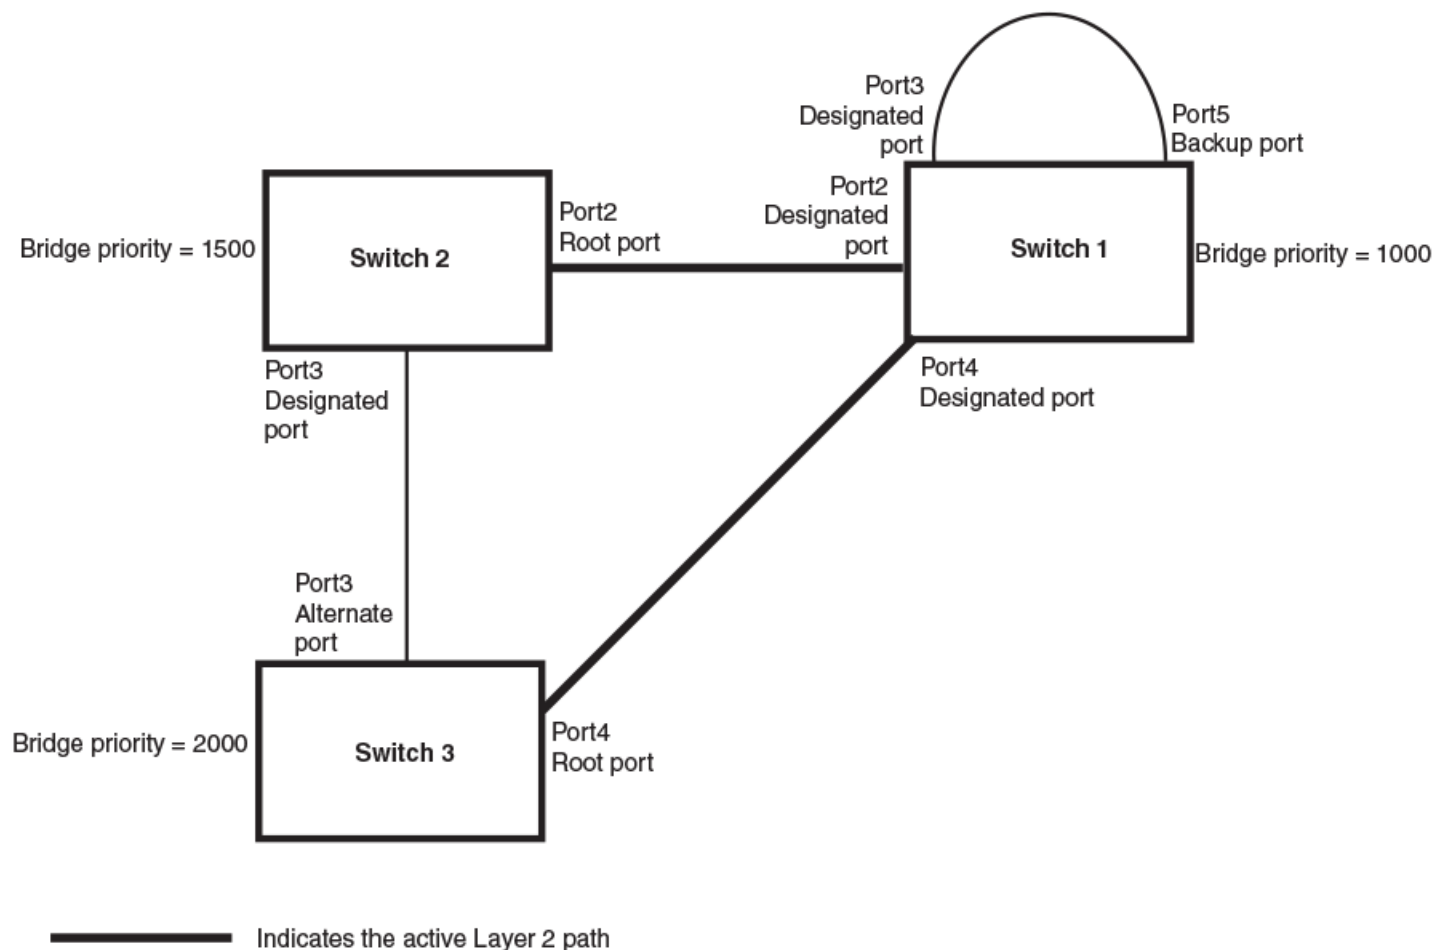 Port3
Designated
port
Port5
Backup port
Port2
Designated
port
Port2
Root port
Bridge priority = 1500
Switch 2
Switch 1
Bridge priority = 1000
Port3
Designated
port
Port4
Designated port
Port3
Alternate
port
Bridge priority = 2000
Switch 3
Port4
Root port
Indicates the active Layer 2 path